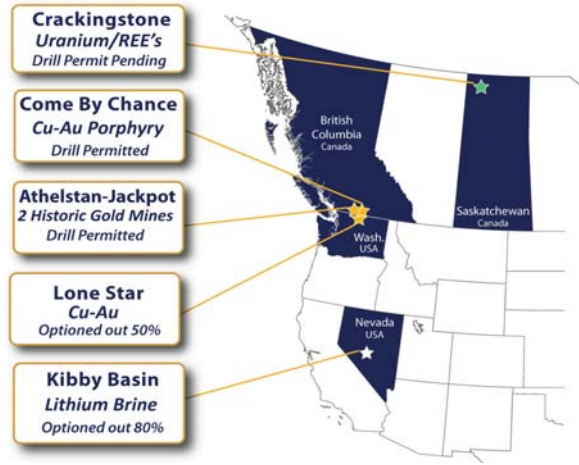 Crackingstone
Uranium/REE's
Drill Permit Pending
Come By Chance
Cu-Au Porphyry
Drill Permitted
Athelstan-Jackpot
2 Historic Gold Mines
Drill Permitted
Lone Star
Cu-Au
Optioned out 50%
Kibby Basin
Lithium Brine
Optioned out 80%
British
Columbia
Canada
Saskatchewan
Canada
Wash.
USA
Nevada
USA